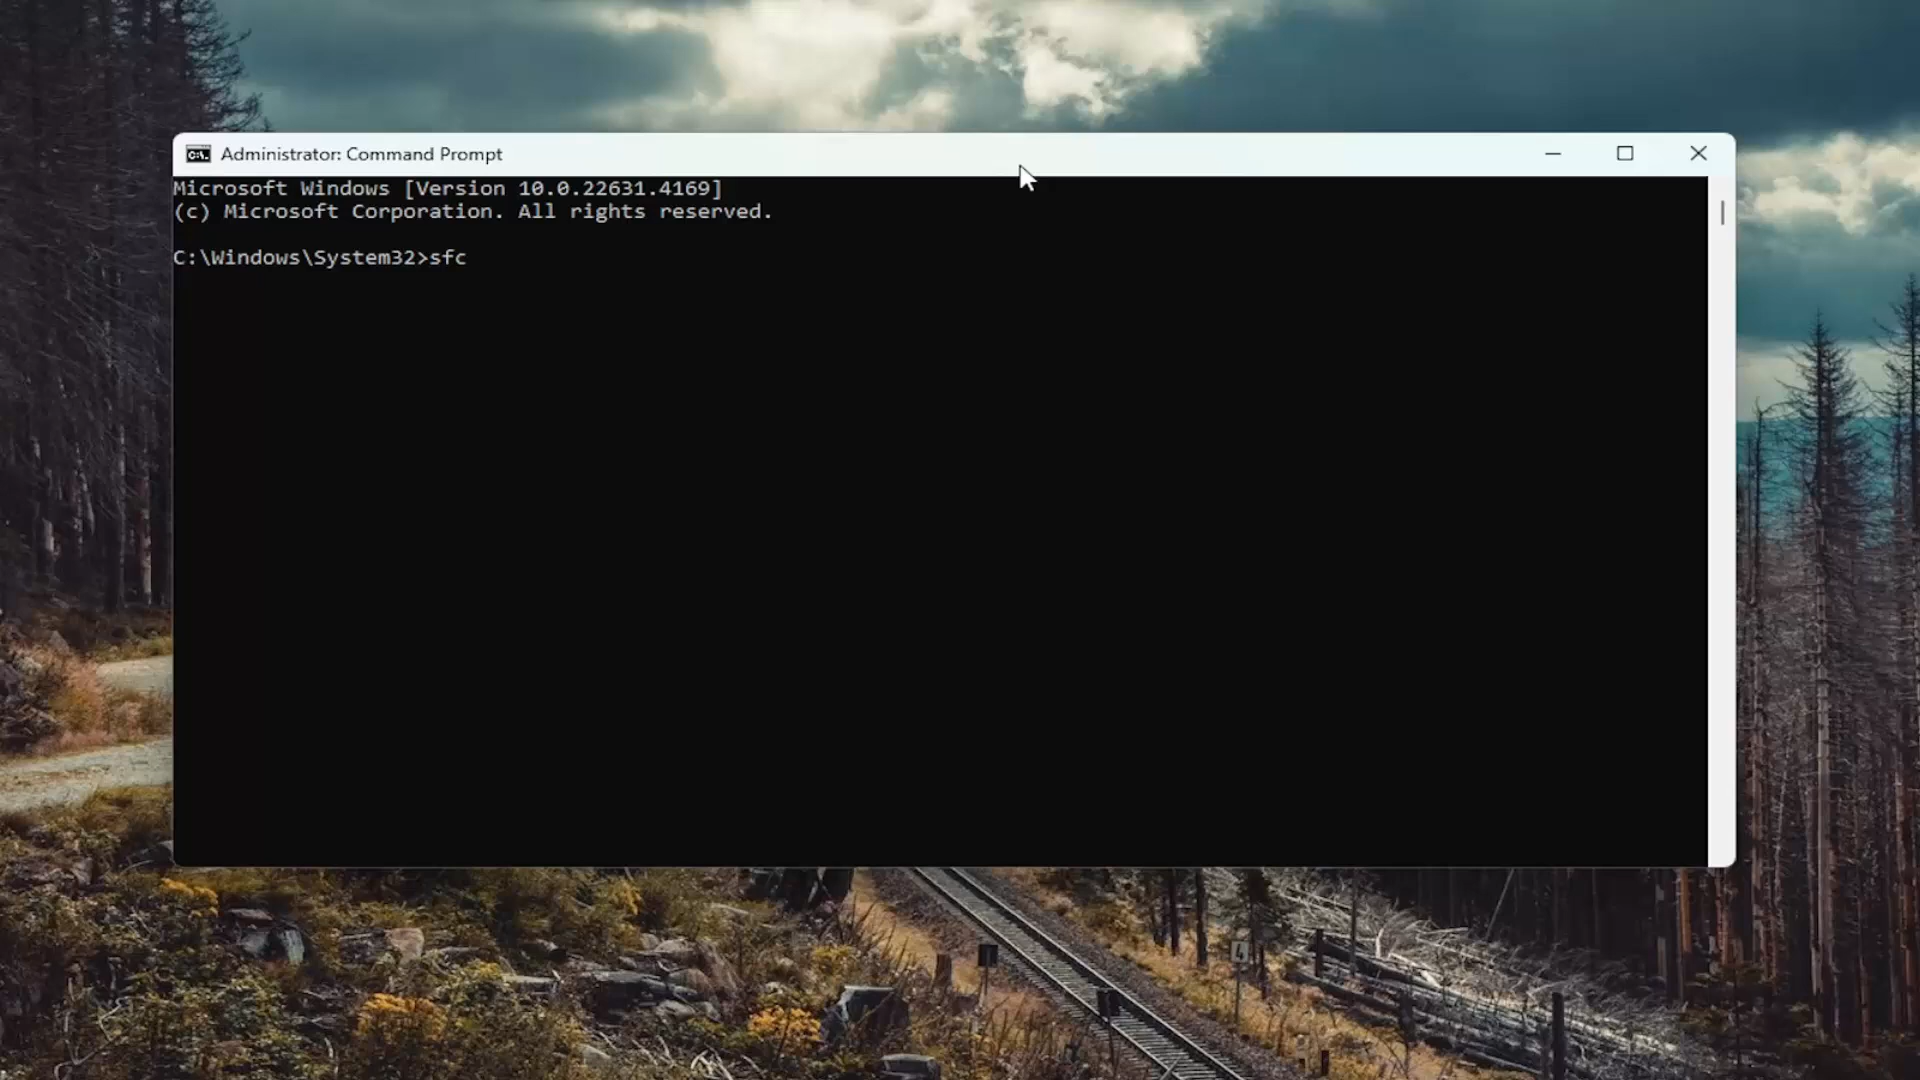 Administrator: Command Prompt
Microsoft Windows [Version 10.0.22631.4169]
(c) Microsoft Corporation. All rights reserved.
C:\Windows\System32>sfc